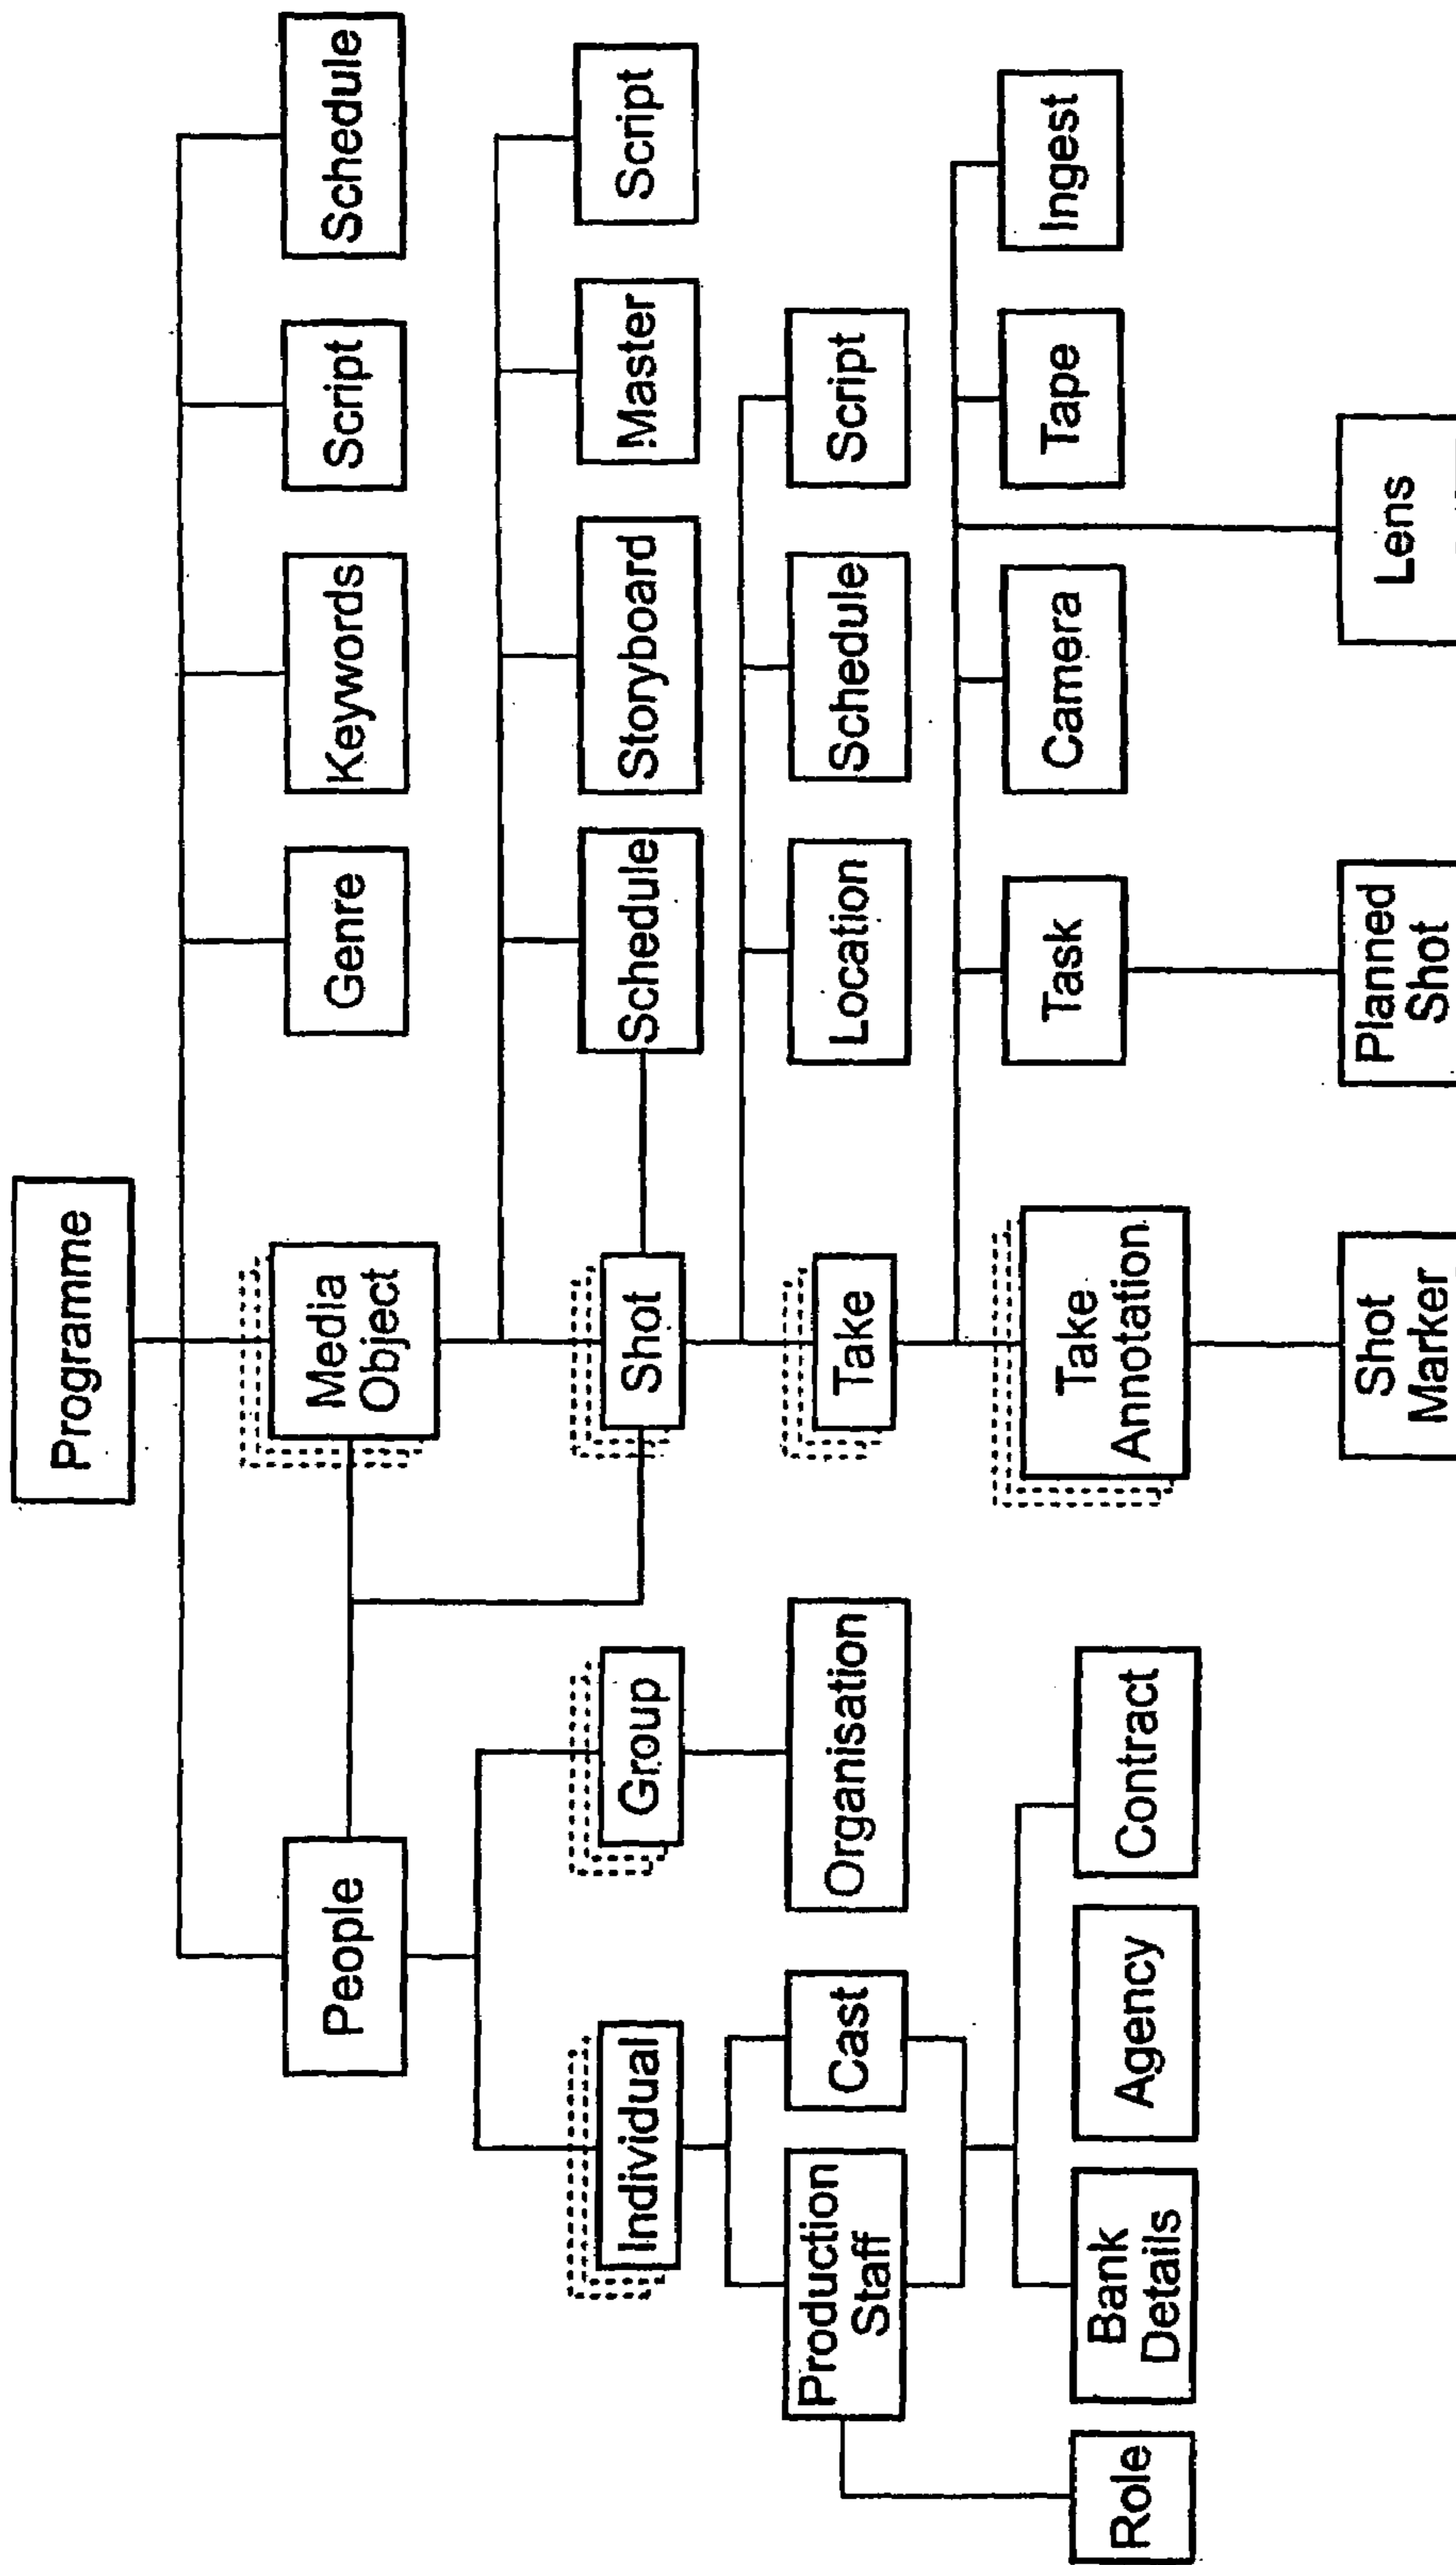 Programme
People
Media
Object
Genre
Keywords
Script
Schedule
Individual
Group
Shot
Schedule
Storyboard
Master
Script
Production
Staff
Cast
Organisation
Take
Location
Schedule
Script
Role
Bank
Details
Agency
Contract
Take
Annotation
Task
Camera
Tape
Ingest
Shot
Marker
Planned
Shot
Lens